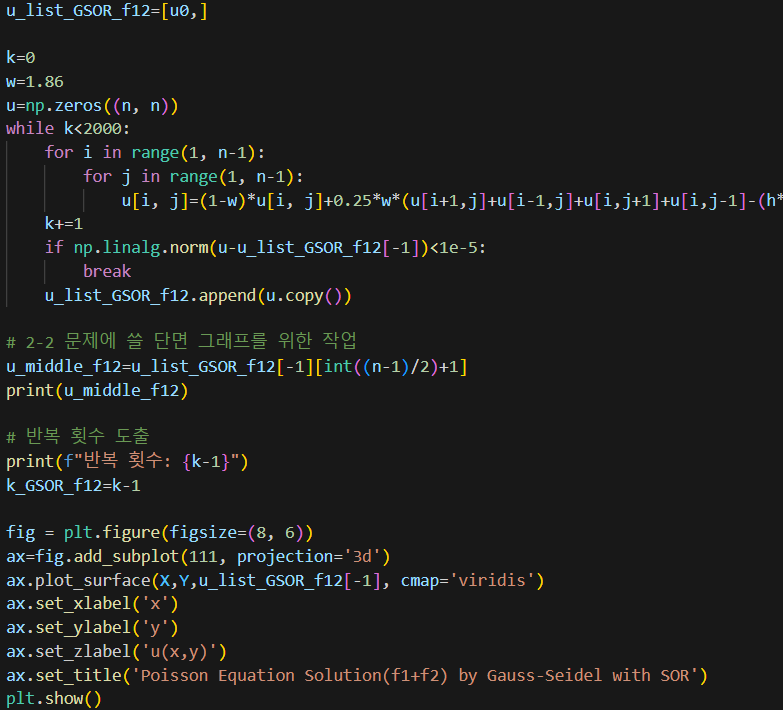 u_list_GSOR_f12=[u0,]
k=0
w=1.86
u=np.zeros((n, n))
while k<2000:
    for i in range(1, n-1):
        for j in range(1, n-1):
            u[i, j]=(1-w)*u[i, j]+0.25*w*(u[i+1,j]+u[i-1,j]+u[i,j+1]+u[i,j-1]-(h*
    k+=1
    if np.linalg.norm(u-u_list_GSOR_f12[-1])<1e-5:
        break
    u_list_GSOR_f12.append(u.copy())
# 2-2 문제에 쓸 단면 그래프를 위한 작업
u_middle_f12=u_list_GSOR_f12[-1][int((n-1)/2)+1]
print(u_middle_f12)
# 반복 횟수 도출
print(f"반복 횟수: {k-1}")
k_GSOR_f12=k-1
fig = plt.figure(figsize=(8, 6))
ax=fig.add_subplot(111, projection='3d')
ax.plot_surface(X,Y,u_list_GSOR_f12[-1], cmap='viridis')
ax.set_xlabel('x')
ax.set_ylabel('y')
ax.set_zlabel('u(x,y)')
ax.set_title('Poisson Equation Solution(f1+f2) by Gauss-Seidel with SOR')
plt.show()